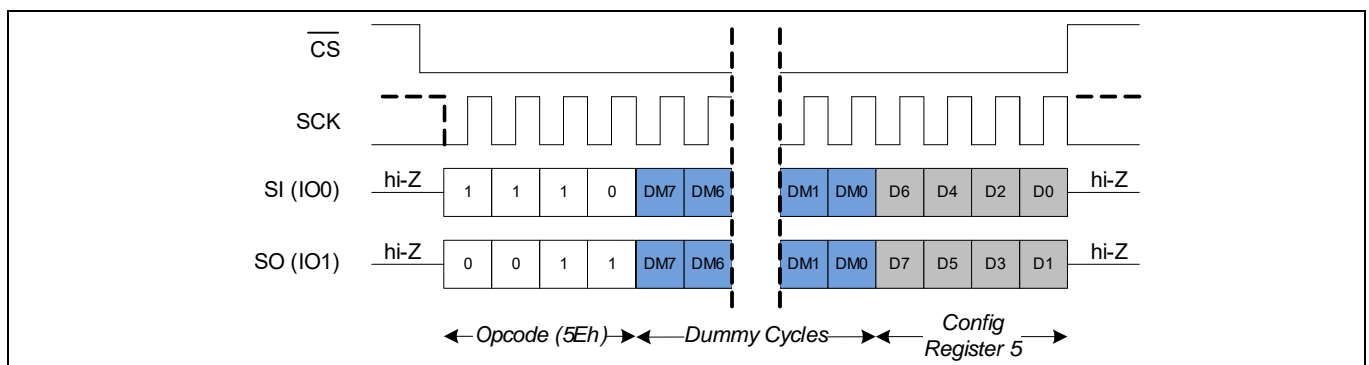 CS
SCK
SI (IO0) hi-Z 1 1 1 0 DM7 DM6 DM1 DM0 D6 D4 D2 D0 hi-Z
SO (IO1) hi-Z 0 0 1 1 DM7 DM6 DM1 DM0 D7 D5 D3 D1 hi-Z
Opcode (5Eh) Dummy Cycles Config
Register 5